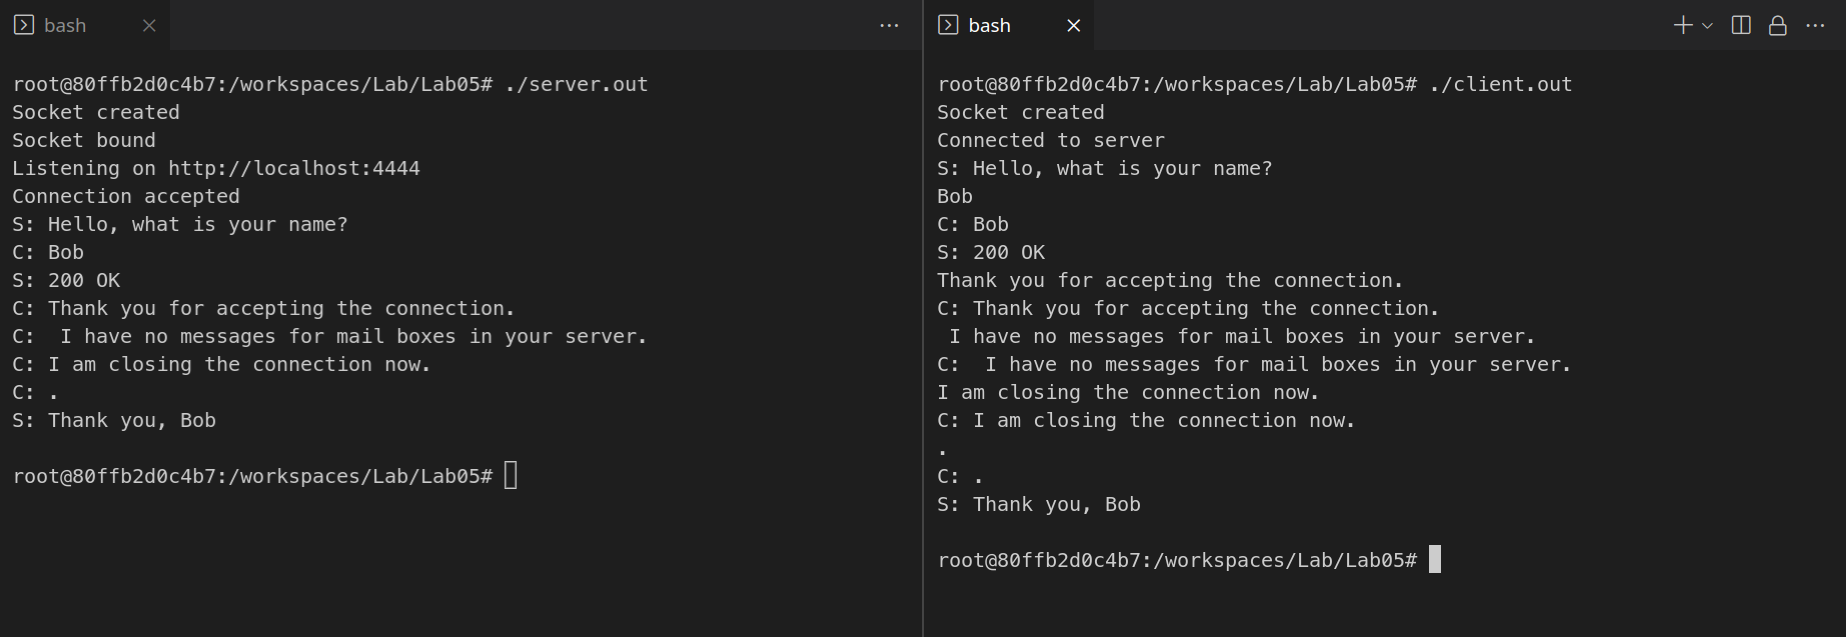 bash
root@80ffb2d0c4b7:/workspaces/Lab/Lab05# ./server.out
Socket created
Socket bound
Listening on http://localhost:4444
Connection accepted
S: Hello, what is your name?
C: Bob
S: 200 OK
C: Thank you for accepting the connection.
C:  I have no messages for mail boxes in your server.
C: I am closing the connection now.
C: .
S: Thank you, Bob
root@80ffb2d0c4b7:/workspaces/Lab/Lab05#
bash
root@80ffb2d0c4b7:/workspaces/Lab/Lab05# ./client.out
Socket created
Connected to server
S: Hello, what is your name?
Bob
C: Bob
S: 200 OK
Thank you for accepting the connection.
C: Thank you for accepting the connection.
 I have no messages for mail boxes in your server.
C:  I have no messages for mail boxes in your server.
I am closing the connection now.
C: I am closing the connection now.
.
C: .
S: Thank you, Bob
root@80ffb2d0c4b7:/workspaces/Lab/Lab05#